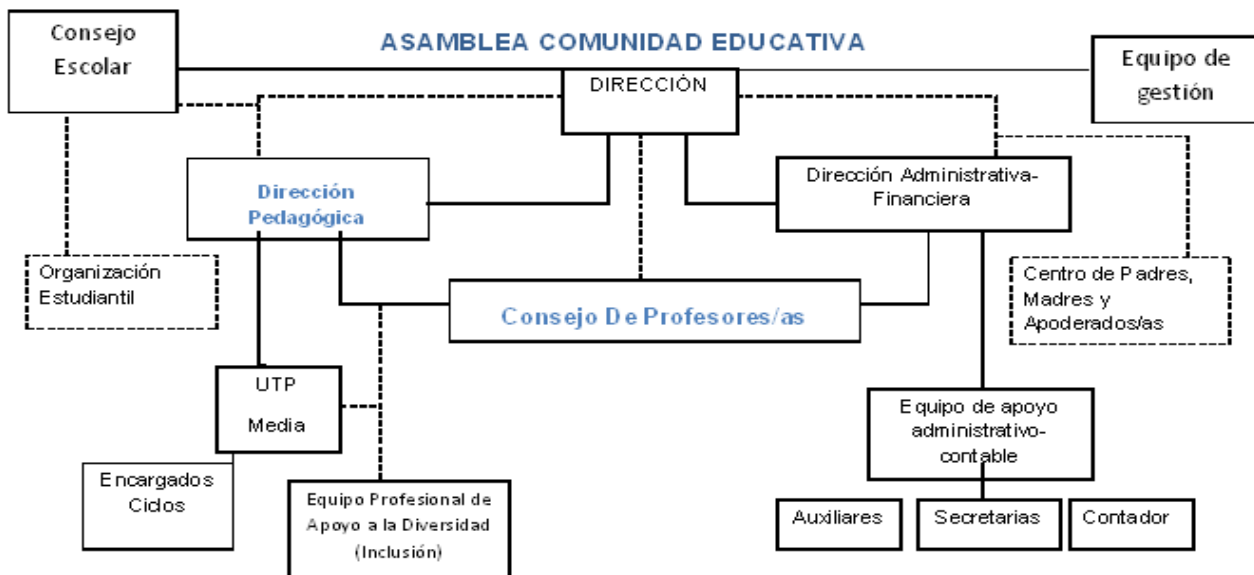 Consejo
Escolar
ASAMBLEA COMUNIDAD EDUCATIVA
Equipo de
gestión
DIRECCIÓN
Dirección
Pedagógica
Dirección Administrativa-
Financiera
Organización
Estudiantil
Consejo De Profesores/as
Centro de Padres,
Madres y
Apoderados/as
UTP
Media
Equipo de apoyo
administrativo-
contable
Encargados
Ciclos
Equipo Profesional de
Apoyo a la Diversidad
(Inclusión)
Auxiliares
Secretarias
Contador